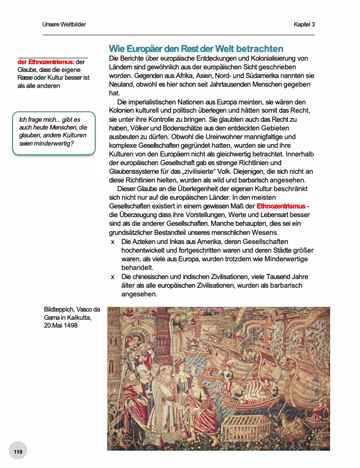 Unsere Weltbilder
Kapitel 3
Wie Europäer den Rest der Welt betrachten
der Ethnozentrismus: der
Glaube, dass die eigene
Rasse oder Kultur besser ist
als alle anderen
Ich frage mich... gibt es
auch heute Menschen, die
glauben, andere Kulturen
seien minderwertig?
Die Berichte über europäische Entdeckungen und Kolonialisierung von
Ländern sind gewöhnlich aus der europäischen Sicht geschrieben
worden. Gegenden aus Afrika, Asien, Nord- und Südamerika nannten sie
Neuland, obwohl es hier schon seit Jahrtausenden Menschen gegeben
hat.
Die imperialistischen Nationen aus Europa meinten, sie wären den
Kolonien kulturell und politisch überlegen und hätten somit das Recht,
sie unter ihre Kontrolle zu bringen. Sie glaubten auch das Recht zu
haben, Völker und Bodenschätze aus den entdeckten Gebieten
ausbeuten zu dürfen. Obwohl die Ureinwohner mannigfaltige und
komplexe Gesellschaften gegründet hatten, wurden sie und ihre
Kulturen von den Europäern nicht als gleichwertig betrachtet. Innerhalb
der europäischen Gesellschaft gab es strenge Richtlinien und
Glaubenssysteme für das „zivilisierte" Volk. Diejenigen, die sich nicht an
diese Richtlinien hielten, wurden als wild und barbarisch angesehen.
Dieser Glaube an die Überlegenheit der eigenen Kultur beschränkt
sich nicht nur auf die europäischen Länder. In den meisten
Gesellschaften existiert in einem gewissen Maß der Ethnozentrismus -
die Überzeugung dass ihre Vorstellungen, Werte und Lebensart besser
sind als die anderer Gesellschaften. Manche behaupten, dies sei ein
grundsätzlicher Bestandteil unseres menschlichen Wesens.
x Die Azteken und Inkas aus Amerika, deren Gesellschaften
hochentwickelt und fortgeschritten waren und deren Städte größer
waren, als viele aus Europa, wurden trotzdem wie Minderwertige
behandelt.
x Die chinesischen und indischen Zivilisationen, viele Tausend Jahre
älter als alle europäischen Zivilisationen, wurden als barbarisch
angesehen.
Bildteppich, Vasco da
Gama in Kalkutta,
20.Mai 1498
110